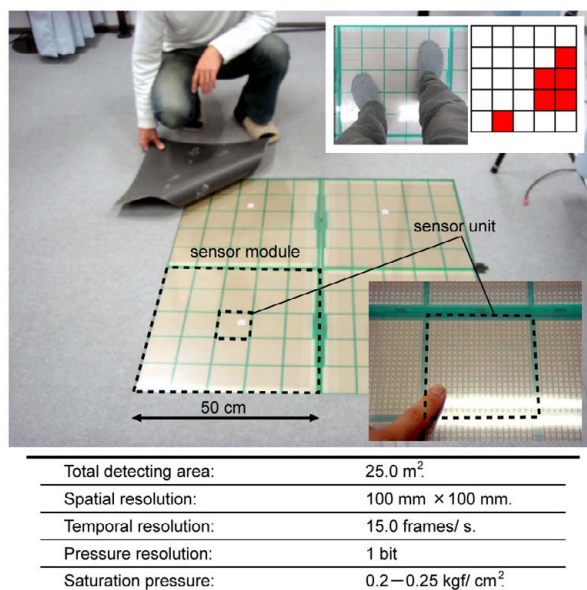 sensor unit
sensor module
50 cm
Total detecting area: 25.0 m².
Spatial resolution: 100 mm ×100 mm.
Temporal resolution: 15.0 frames/ s.
Pressure resolution: 1 bit
Saturation pressure: 0.2－0.25 kgf/ cm².